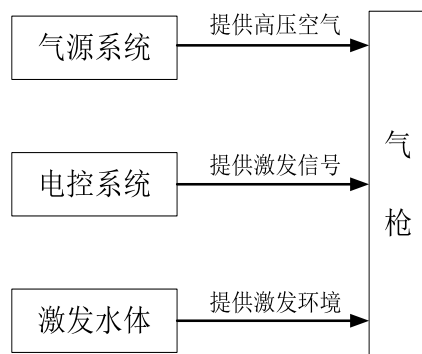 气源系统
提供高压空气
电控系统
提供激发信号
激发水体
提供激发环境
气
枪